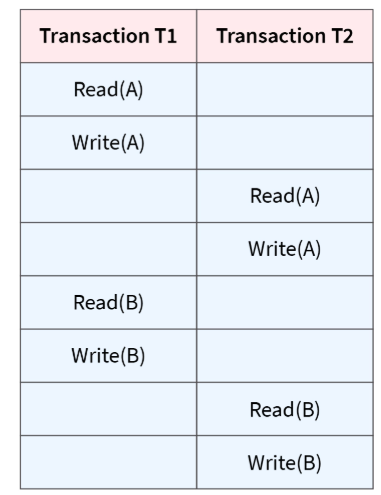 Transaction T1 Transaction T2
Read(A)
Write(A)
Read(A)
Write(A)
Read(B)
Write(B)
Read(B)
Write(B)